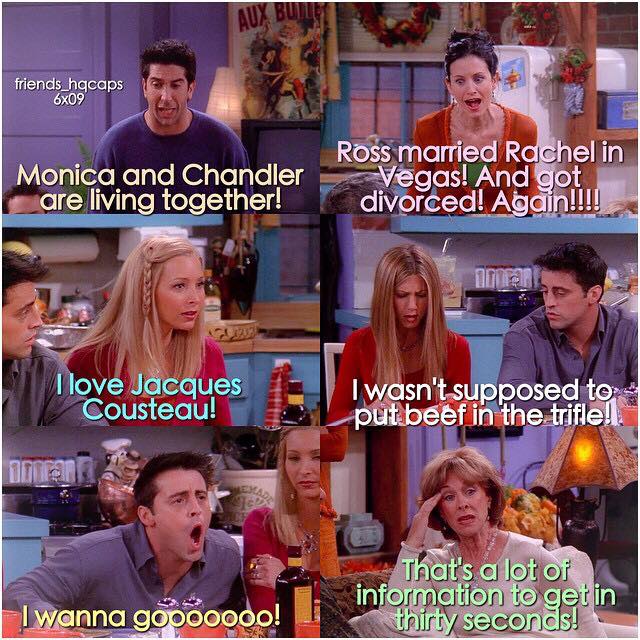 AUX BUTTES
friends_hqcaps
6x09
Monica and Chandler
are living together!
Ross married Rachel in
Vegas! And got
divorced! Again!!!!
I love Jacques
Cousteau!
I wasn't supposed to
put beef in the trifle!
I wanna gooooooo!
That's a lot of
information to get in
thirty seconds!